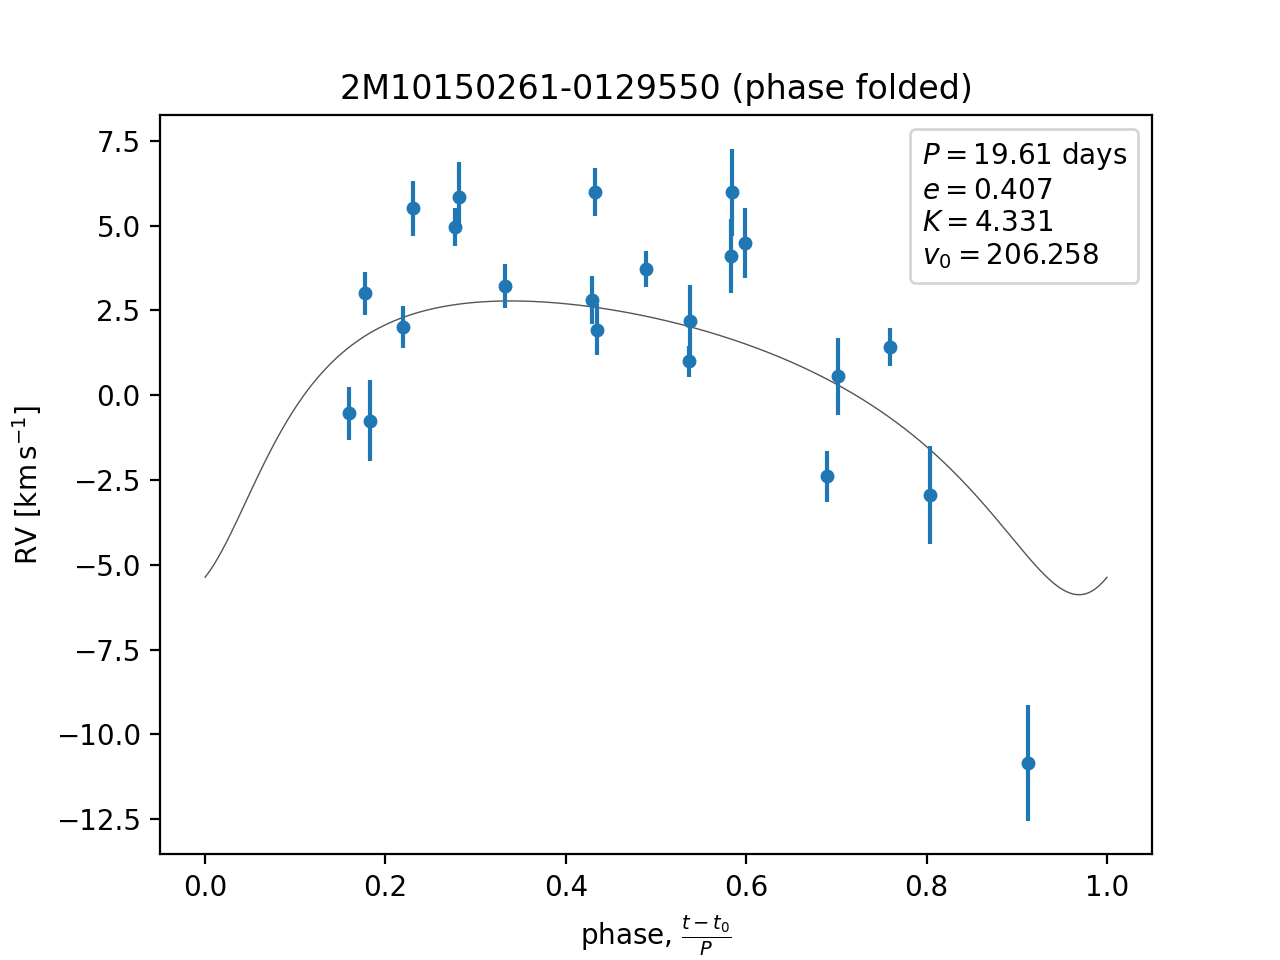 2M10150261-0129550 (phase folded)
P = 19.61 days
e = 0.407
K = 4.331
v₀ = 206.258
7.5
5.0
2.5
0.0
−2.5
−5.0
−7.5
−10.0
−12.5
RV [km s⁻¹]
0.0 0.2 0.4 0.6 0.8 1.0
phase, (t − t₀)/P